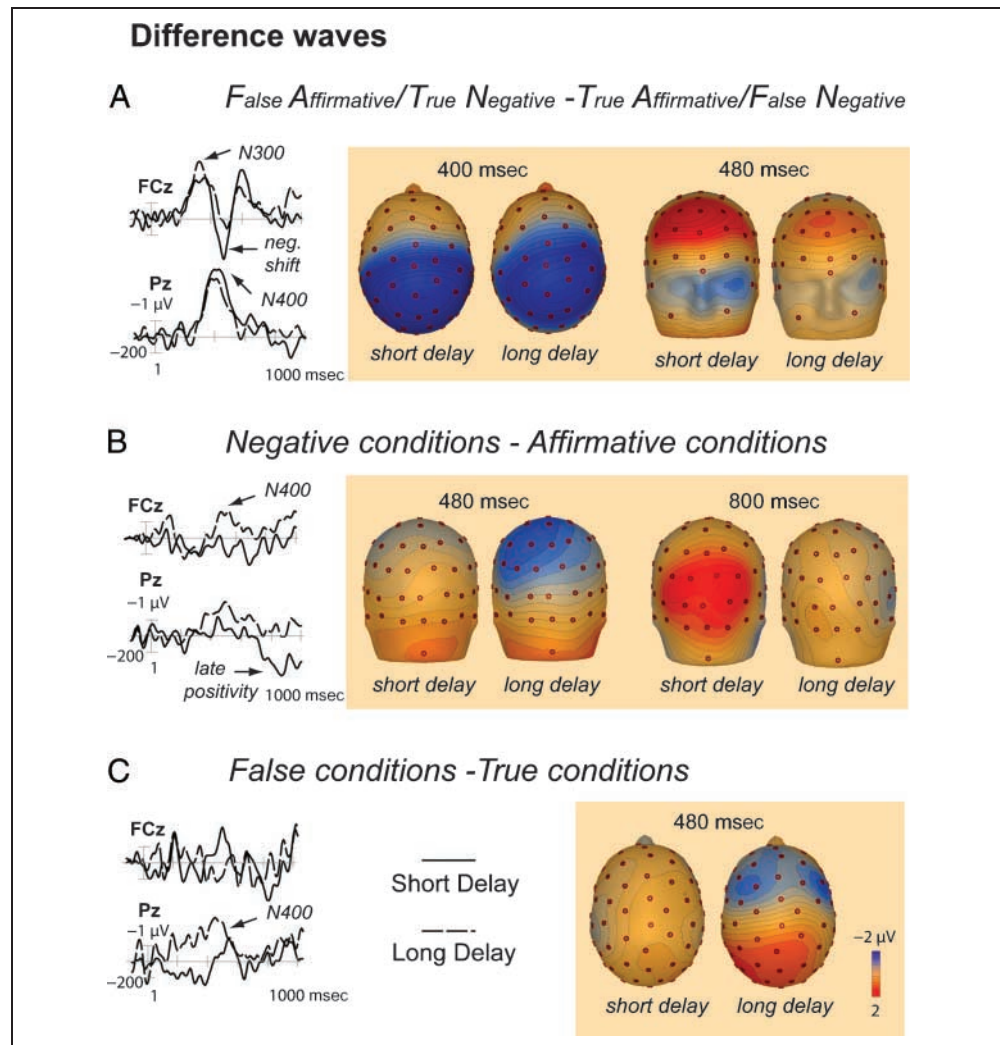 Difference waves
A
False Affirmative/True Negative -True Affirmative/False Negative
N300
FCz
neg.
shift
Pz
N400
−1 µV
−200
1
1000 msec
400 msec
480 msec
short delay
long delay
short delay
long delay
B
Negative conditions - Affirmative conditions
N400
FCz
Pz
−1 µV
−200
1
late
positivity
1000 msec
480 msec
800 msec
short delay
long delay
short delay
long delay
C
False conditions -True conditions
FCz
Pz
N400
−1 µV
−200
1
1000 msec
Short Delay
Long Delay
480 msec
short delay
long delay
−2 µV
2